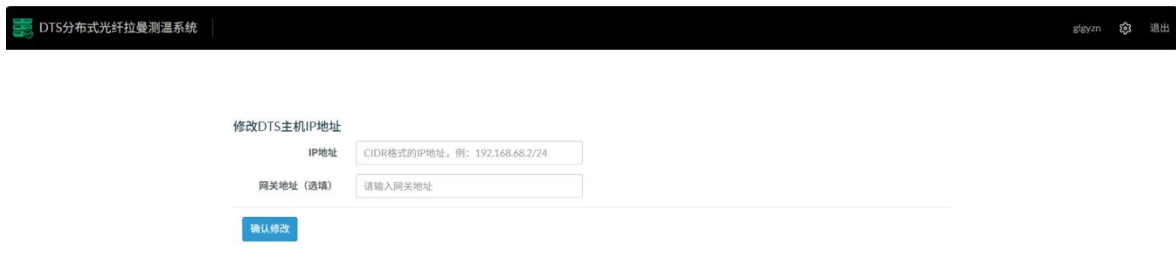 DTS分布式光纤拉曼测温系统
glgyzn 退出
修改DTS主机IP地址
IP地址 CIDR格式的IP地址，例：192.168.68.2/24
网关地址（选填） 请输入网关地址
确认修改